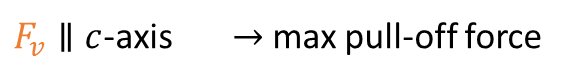 F_v ∥ c-axis → max pull-off force